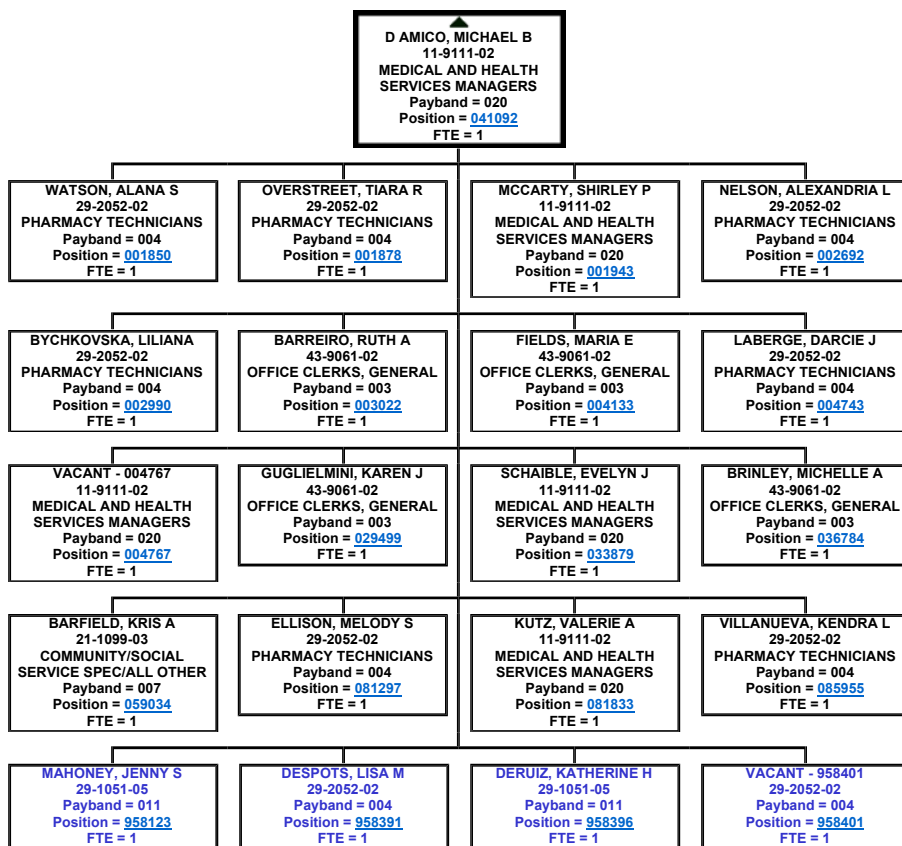 D AMICO, MICHAEL B
11-9111-02
MEDICAL AND HEALTH
SERVICES MANAGERS
Payband = 020
Position = 041092
FTE = 1
WATSON, ALANA S
29-2052-02
PHARMACY TECHNICIANS
Payband = 004
Position = 001850
FTE = 1
OVERSTREET, TIARA R
29-2052-02
PHARMACY TECHNICIANS
Payband = 004
Position = 001878
FTE = 1
MCCARTY, SHIRLEY P
11-9111-02
MEDICAL AND HEALTH
SERVICES MANAGERS
Payband = 020
Position = 001943
FTE = 1
NELSON, ALEXANDRIA L
29-2052-02
PHARMACY TECHNICIANS
Payband = 004
Position = 002692
FTE = 1
BYCHKOVSKA, LILIANA
29-2052-02
PHARMACY TECHNICIANS
Payband = 004
Position = 002990
FTE = 1
BARREIRO, RUTH A
43-9061-02
OFFICE CLERKS, GENERAL
Payband = 003
Position = 003022
FTE = 1
FIELDS, MARIA E
43-9061-02
OFFICE CLERKS, GENERAL
Payband = 003
Position = 004133
FTE = 1
LABERGE, DARCIE J
29-2052-02
PHARMACY TECHNICIANS
Payband = 004
Position = 004743
FTE = 1
VACANT - 004767
11-9111-02
MEDICAL AND HEALTH
SERVICES MANAGERS
Payband = 020
Position = 004767
FTE = 1
GUGLIELMINI, KAREN J
43-9061-02
OFFICE CLERKS, GENERAL
Payband = 003
Position = 029499
FTE = 1
SCHAIBLE, EVELYN J
11-9111-02
MEDICAL AND HEALTH
SERVICES MANAGERS
Payband = 020
Position = 033879
FTE = 1
BRINLEY, MICHELLE A
43-9061-02
OFFICE CLERKS, GENERAL
Payband = 003
Position = 036784
FTE = 1
BARFIELD, KRIS A
21-1099-03
COMMUNITY/SOCIAL
SERVICE SPEC/ALL OTHER
Payband = 007
Position = 059034
FTE = 1
ELLISON, MELODY S
29-2052-02
PHARMACY TECHNICIANS
Payband = 004
Position = 081297
FTE = 1
KUTZ, VALERIE A
11-9111-02
MEDICAL AND HEALTH
SERVICES MANAGERS
Payband = 020
Position = 081833
FTE = 1
VILLANUEVA, KENDRA L
29-2052-02
PHARMACY TECHNICIANS
Payband = 004
Position = 085955
FTE = 1
MAHONEY, JENNY S
29-1051-05
Payband = 011
Position = 958123
FTE = 1
DESPOTS, LISA M
29-2052-02
Payband = 004
Position = 958391
FTE = 1
DERUIZ, KATHERINE H
29-1051-05
Payband = 011
Position = 958396
FTE = 1
VACANT - 958401
29-2052-02
Payband = 004
Position = 958401
FTE = 1